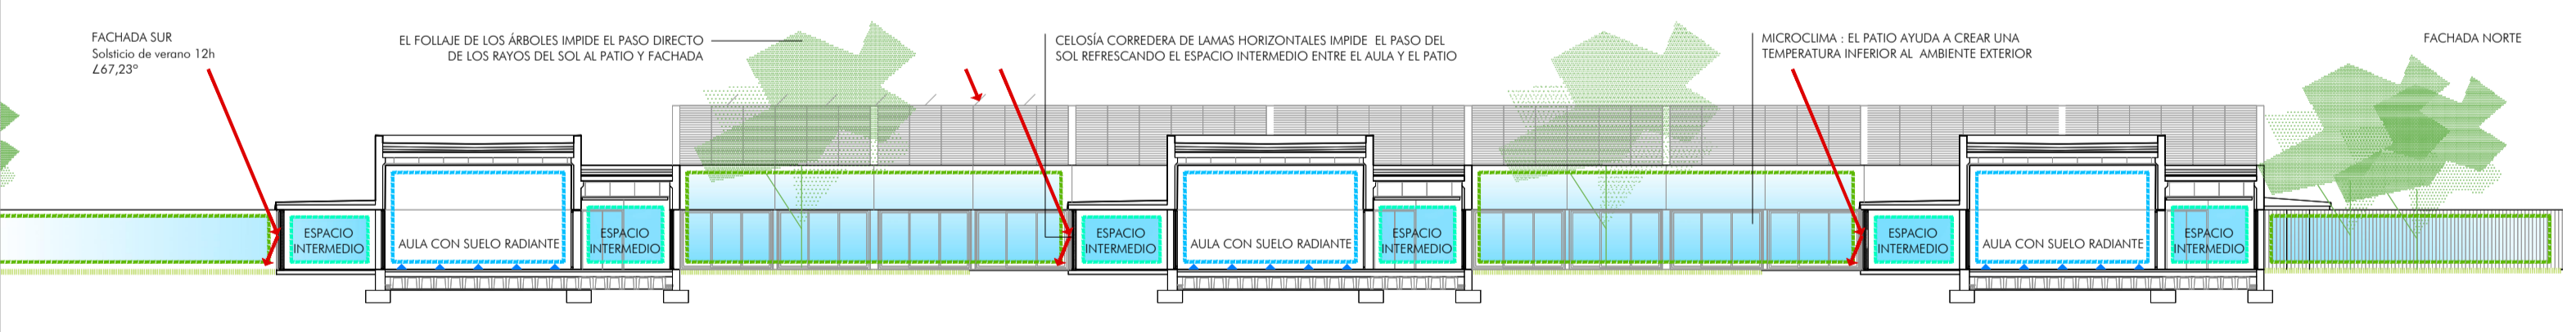 FACHADA SUR
Solsticio de verano 12h
∠67,23º
EL FOLLAJE DE LOS ÁRBOLES IMPIDE EL PASO DIRECTO
DE LOS RAYOS DEL SOL AL PATIO Y FACHADA
CELOSÍA CORREDERA DE LAMAS HORIZONTALES IMPIDE EL PASO DEL
SOL REFRESCANDO EL ESPACIO INTERMEDIO ENTRE EL AULA Y EL PATIO
MICROCLIMA : EL PATIO AYUDA A CREAR UNA
TEMPERATURA INFERIOR AL AMBIENTE EXTERIOR
FACHADA NORTE
ESPACIO
INTERMEDIO
AULA CON SUELO RADIANTE
ESPACIO
INTERMEDIO
ESPACIO
INTERMEDIO
AULA CON SUELO RADIANTE
ESPACIO
INTERMEDIO
ESPACIO
INTERMEDIO
AULA CON SUELO RADIANTE
ESPACIO
INTERMEDIO